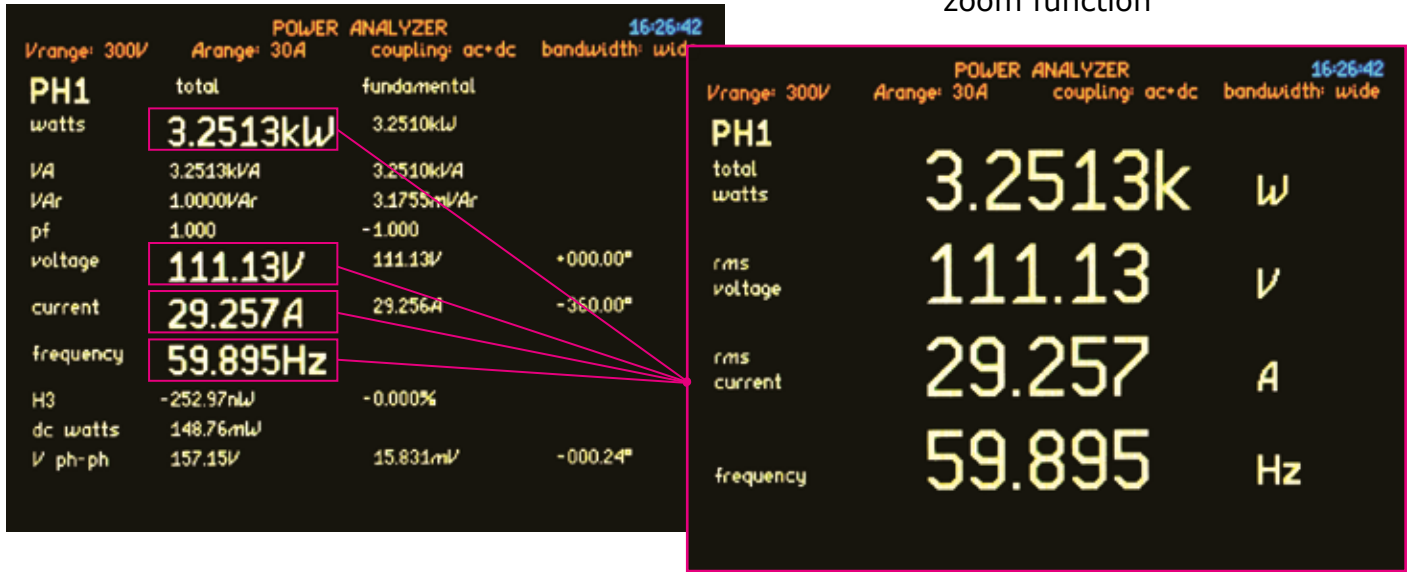 zoom function
POWER ANALYZER 16:26:42
Vrange: 300V Arange: 30A coupling: ac+dc bandwidth: wide
PH1 total fundamental
watts 3.2513kW 3.2510kW
VA 3.2513kVA 3.2510kVA
VAr 1.0000VAr 3.1755mVAr
pf 1.000 -1.000
voltage 111.13V 111.13V +000.00°
current 29.257A 29.256A -360.00°
frequency 59.895Hz
H3 -252.97nW -0.000%
dc watts 148.76mW
V ph-ph 157.15V 15.831mV -000.24°
POWER ANALYZER 16:26:42
Vrange: 300V Arange: 30A coupling: ac+dc bandwidth: wide
PH1
total
watts 3.2513k W
rms
voltage 111.13 V
rms
current 29.257 A
frequency 59.895 Hz